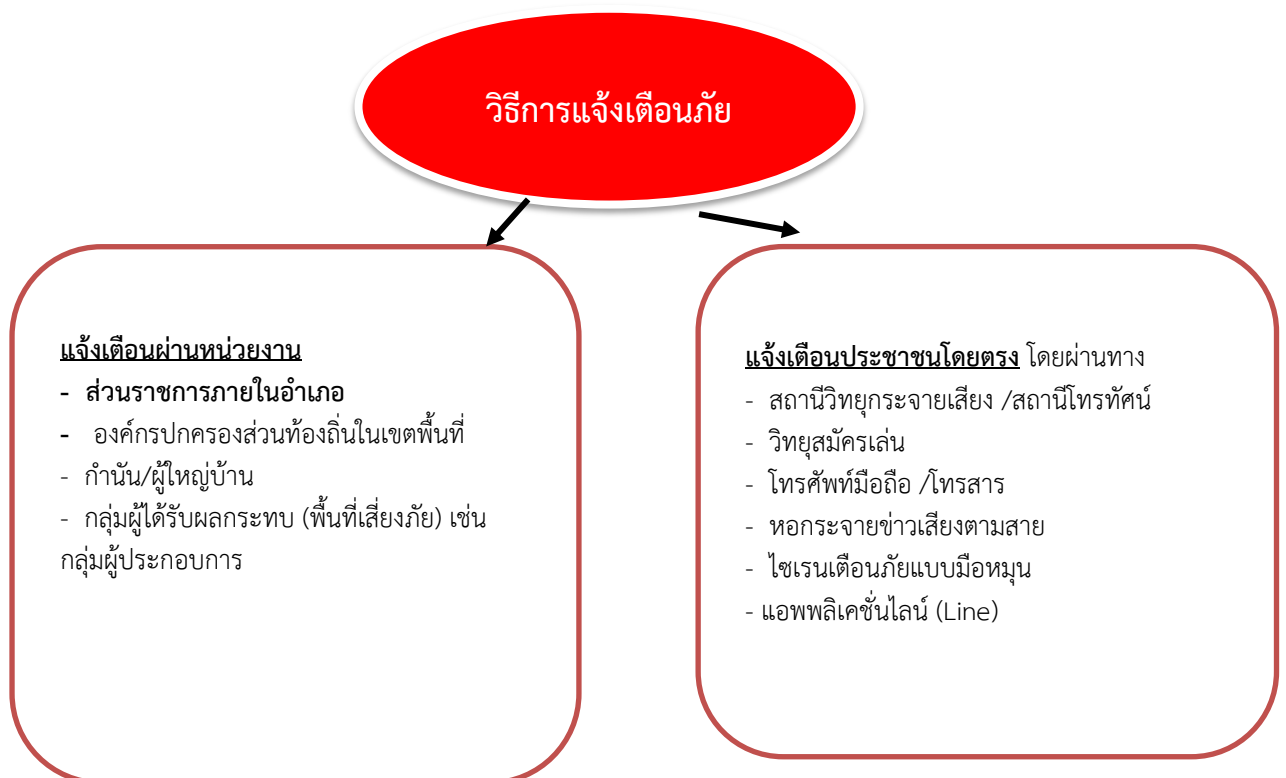 วิธีการแจ้งเตือนภัย
แจ้งเตือนผ่านหน่วยงาน
- ส่วนราชการภายในอำเภอ
- องค์กรปกครองส่วนท้องถิ่นในเขตพื้นที่
- กำนัน/ผู้ใหญ่บ้าน
- กลุ่มผู้ได้รับผลกระทบ (พื้นที่เสี่ยงภัย) เช่น
กลุ่มผู้ประกอบการ
แจ้งเตือนประชาชนโดยตรง โดยผ่านทาง
- สถานีวิทยุกระจายเสียง /สถานีโทรทัศน์
- วิทยุสมัครเล่น
- โทรศัพท์มือถือ /โทรสาร
- หอกระจายข่าวเสียงตามสาย
- ไซเรนเตือนภัยแบบมือหมุน
- แอพพลิเคชั่นไลน์ (Line)